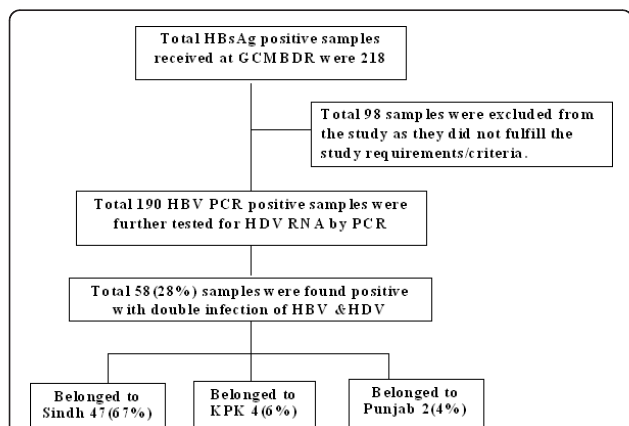 Total HBsAg positive samples
received at GCMBDR were 218
Total 98 samples were excluded from
the study as they did not fulfill the
study requirements/criteria.
Total 190 HBV PCR positive samples were
further tested for HDV RNA by PCR
Total 58(28%) samples were found positive
with double infection of HBV &HDV
Belonged to
Sindh 47(67%)
Belonged to
KPK 4(6%)
Belonged to
Punjab 2(4%)